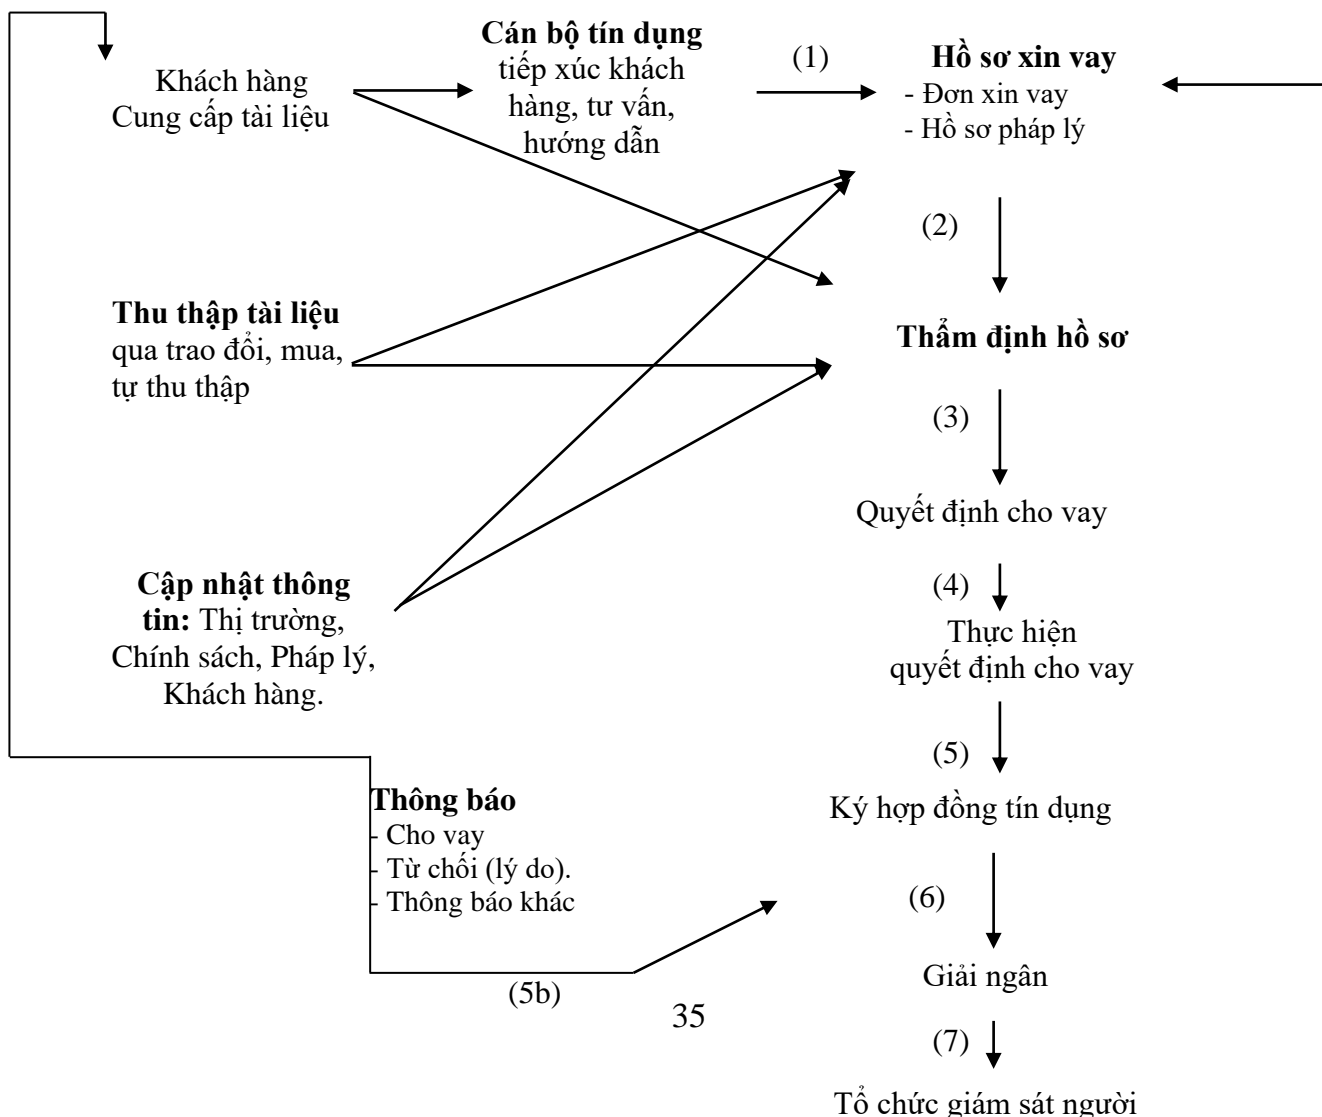 Khách hàng
Cung cấp tài liệu
Cán bộ tín dụng
tiếp xúc khách
hàng, tư vấn,
hướng dẫn
(1)
Hồ sơ xin vay
- Đơn xin vay
- Hồ sơ pháp lý
(2)
Thu thập tài liệu
qua trao đổi, mua,
tự thu thập
Thẩm định hồ sơ
(3)
Quyết định cho vay
Cập nhật thông
tin: Thị trường,
Chính sách, Pháp lý,
Khách hàng.
(4)
Thực hiện
quyết định cho vay
(5)
Thông báo
- Cho vay
- Từ chối (lý do).
- Thông báo khác
Ký hợp đồng tín dụng
(6)
Giải ngân
(5b)
35
(7)
Tổ chức giám sát người